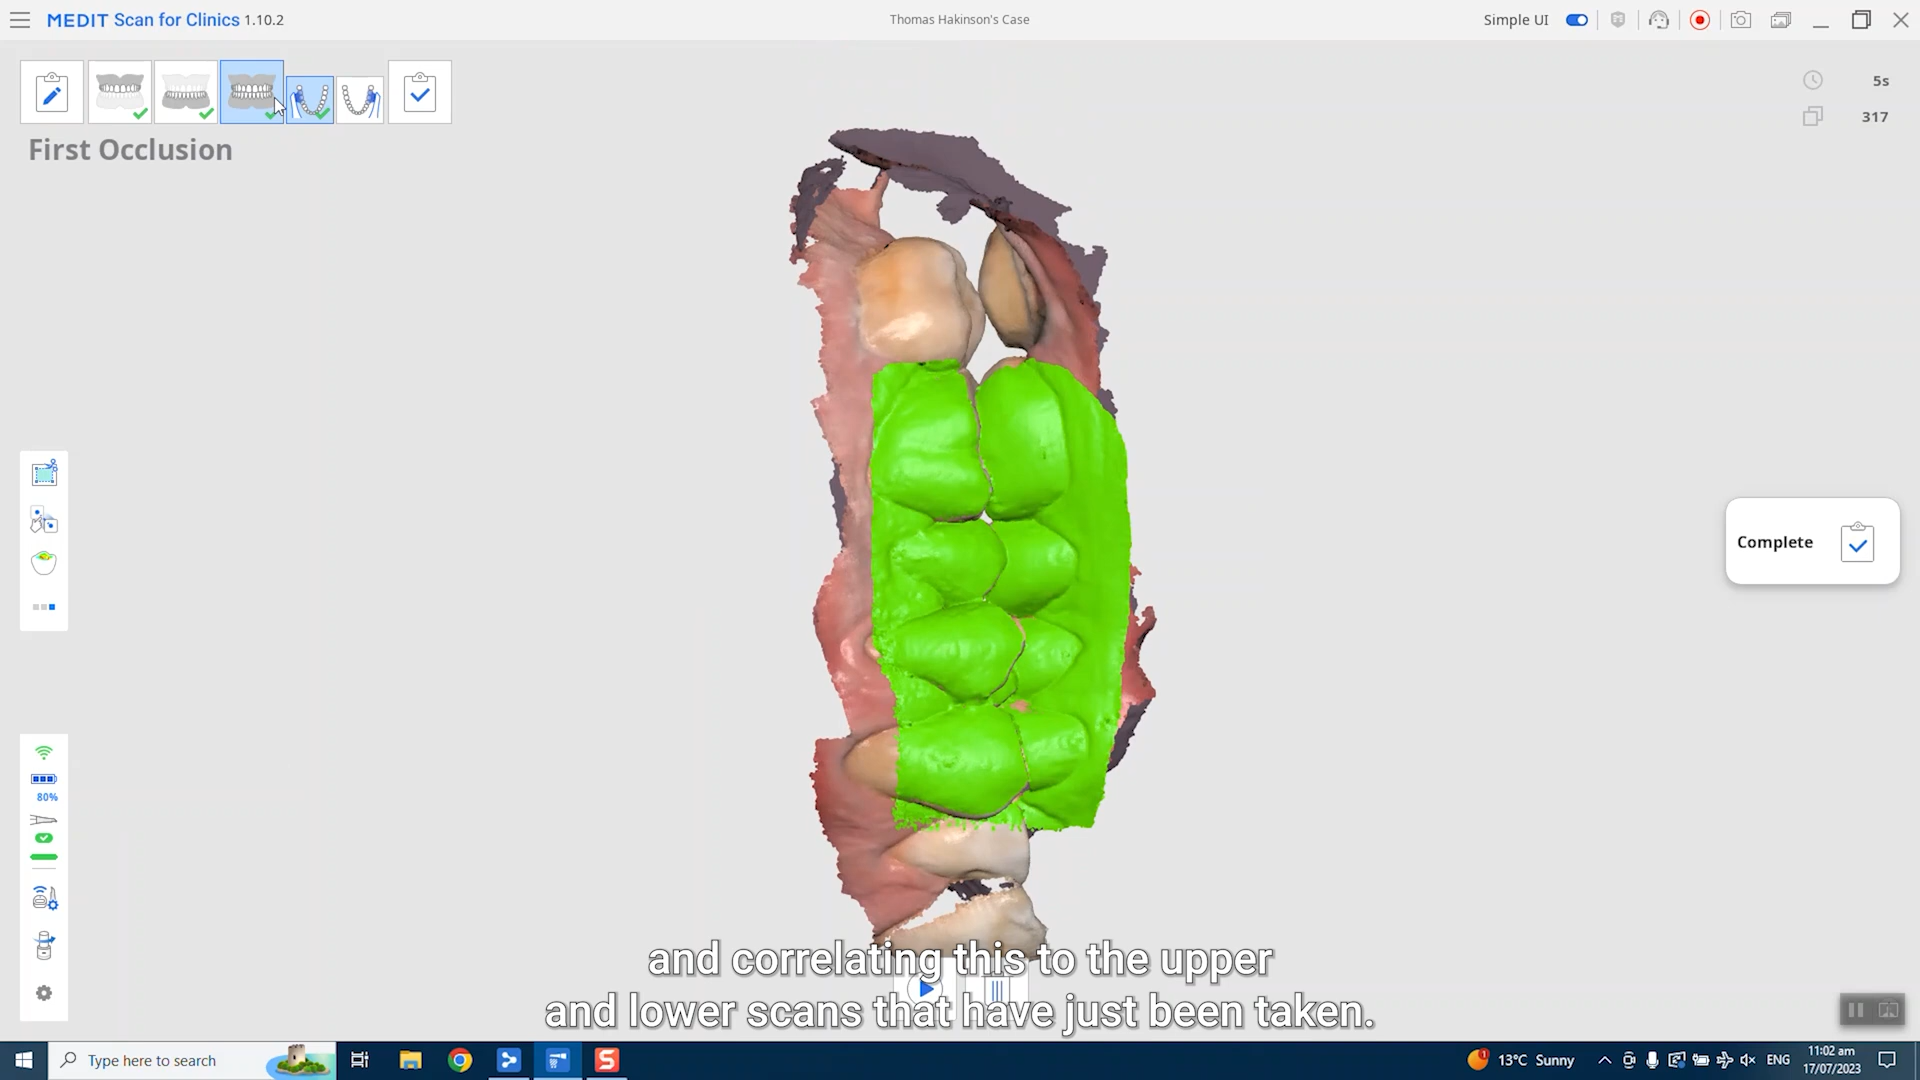 MEDIT Scan for Clinics 1.10.2
Thomas Hakinson's Case
Simple UI
5s
317
First Occlusion
Complete
80%
and correlating this to the upper
and lower scans that have just been taken.
Type here to search
S
13°C Sunny
ENG
11:02 am
17/07/2023